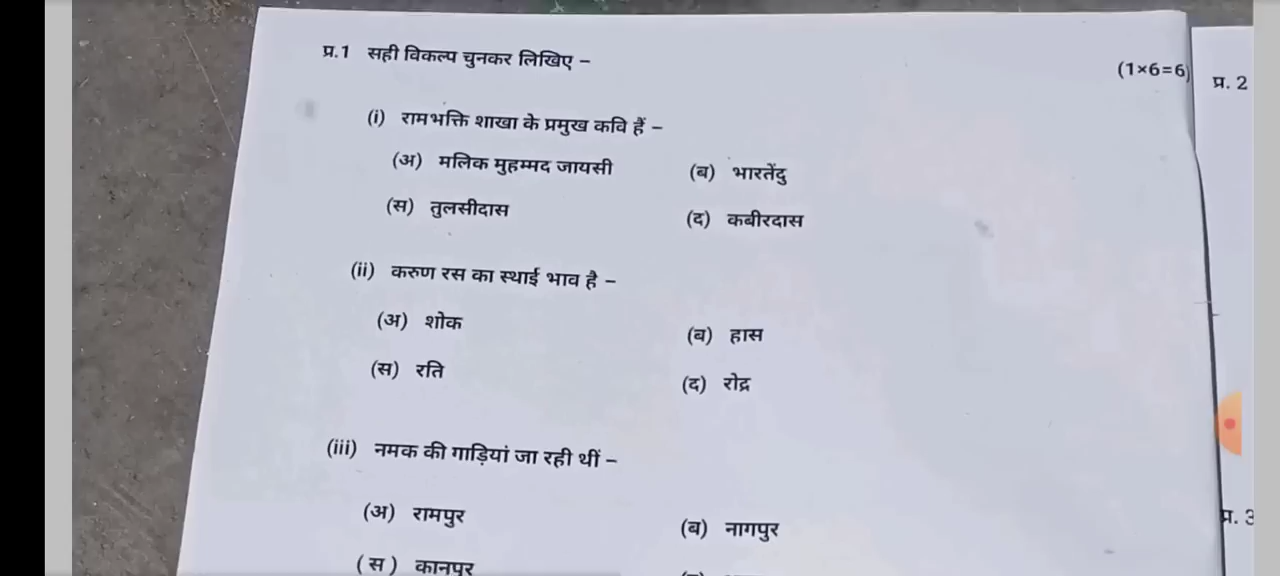 प्र.1 सही विकल्प चुनकर लिखिए – (1×6=6)
प्र. 2
(i) रामभक्ति शाखा के प्रमुख कवि हैं –
(अ) मलिक मुहम्मद जायसी (ब) भारतेंदु
(स) तुलसीदास (द) कबीरदास
(ii) करुण रस का स्थाई भाव है –
(अ) शोक (ब) हास
(स) रति (द) रोद्र
(iii) नमक की गाड़ियां जा रही थीं –
(अ) रामपुर (ब) नागपुर
प्र. 3
(स) कानपुर